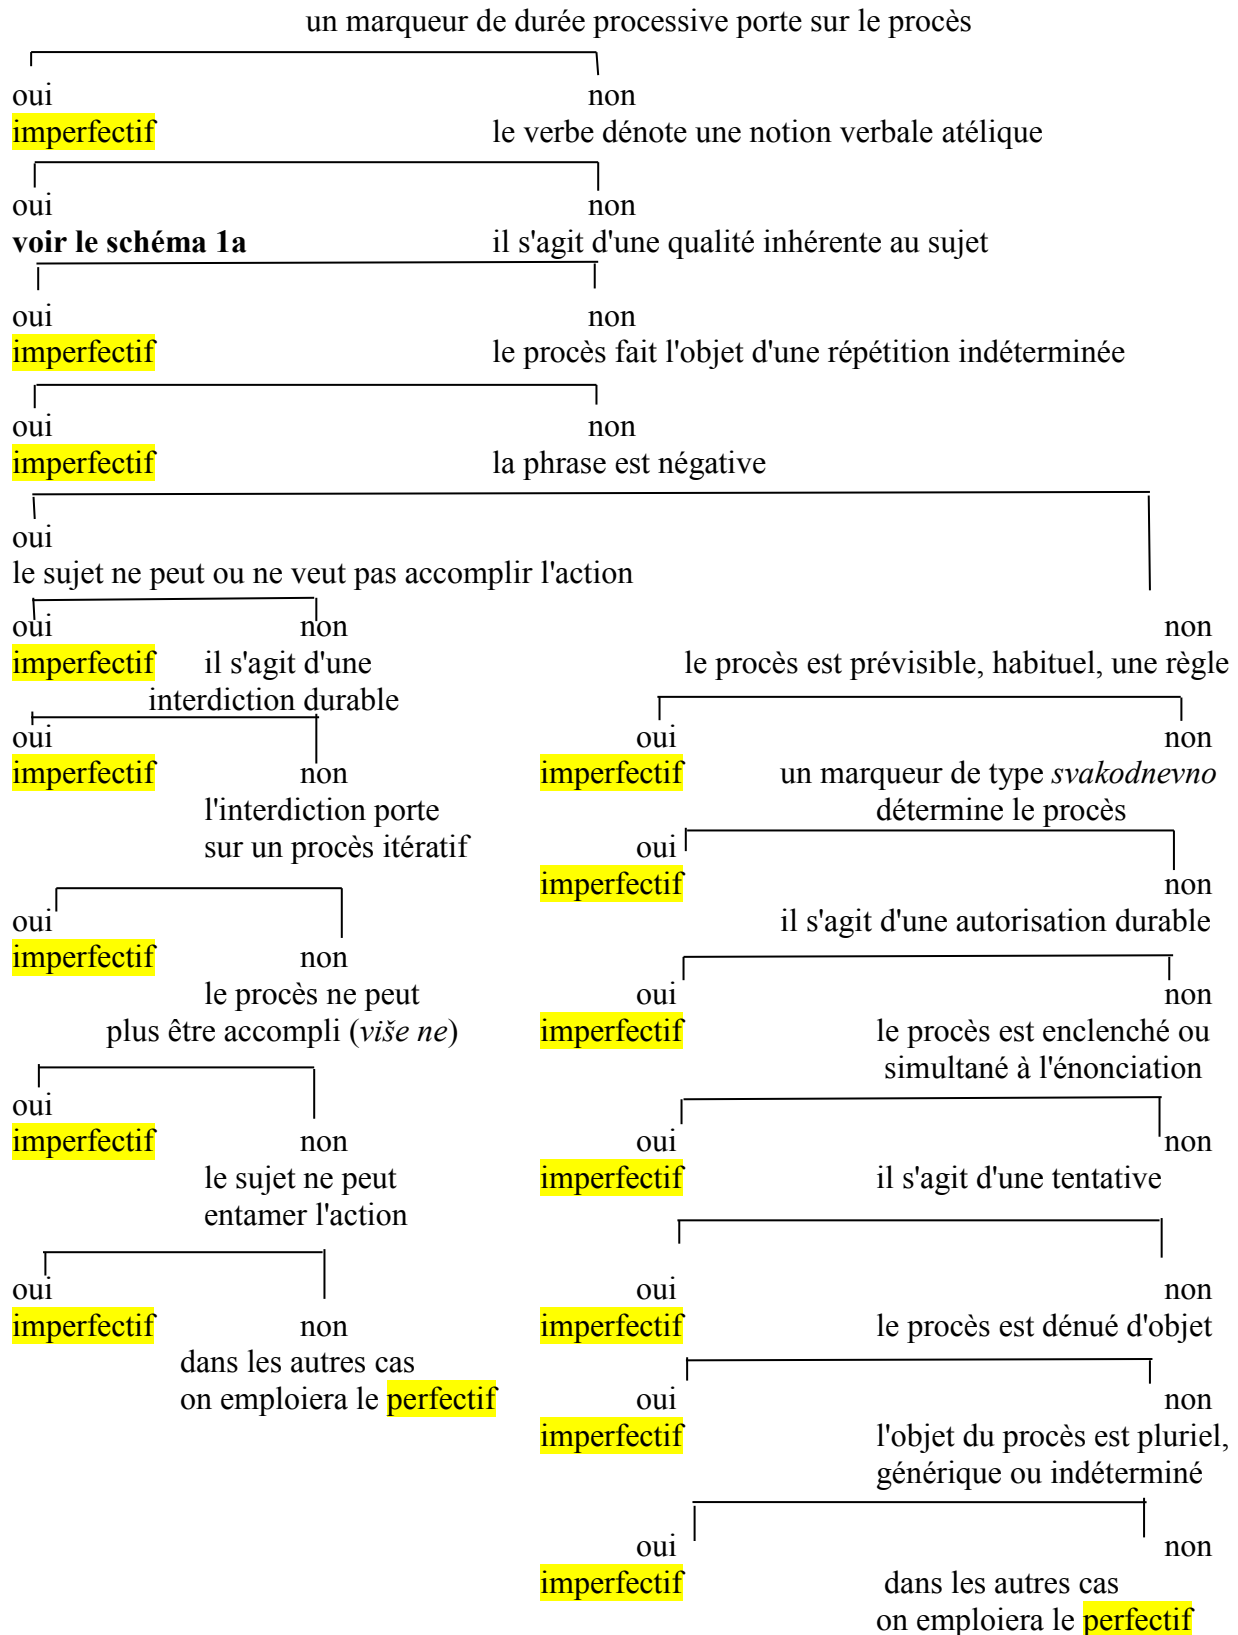 un marqueur de durée processive porte sur le procès
oui non
imperfectif le verbe dénote une notion verbale atélique
oui non
voir le schéma 1a il s'agit d'une qualité inhérente au sujet
oui non
imperfectif le procès fait l'objet d'une répétition indéterminée
oui non
imperfectif la phrase est négative
oui
le sujet ne peut ou ne veut pas accomplir l'action
oui non non
imperfectif il s'agit d'une le procès est prévisible, habituel, une règle
interdiction durable
oui oui non
imperfectif non imperfectif un marqueur de type svakodnevno
l'interdiction porte détermine le procès
sur un procès itératif oui
imperfectif non
oui il s'agit d'une autorisation durable
imperfectif non
le procès ne peut oui non
plus être accompli (više ne) imperfectif le procès est enclenché ou
simultané à l'énonciation
oui
imperfectif non oui non
le sujet ne peut imperfectif il s'agit d'une tentative
entamer l'action
oui oui non
imperfectif non imperfectif le procès est dénué d'objet
dans les autres cas
on emploiera le perfectif oui non
imperfectif l'objet du procès est pluriel,
générique ou indéterminé
oui non
imperfectif dans les autres cas
on emploiera le perfectif